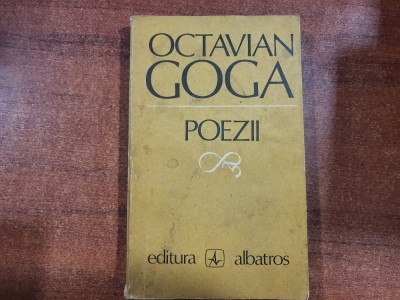 OCTAVIAN
GOGA
POEZII
editura A albatros